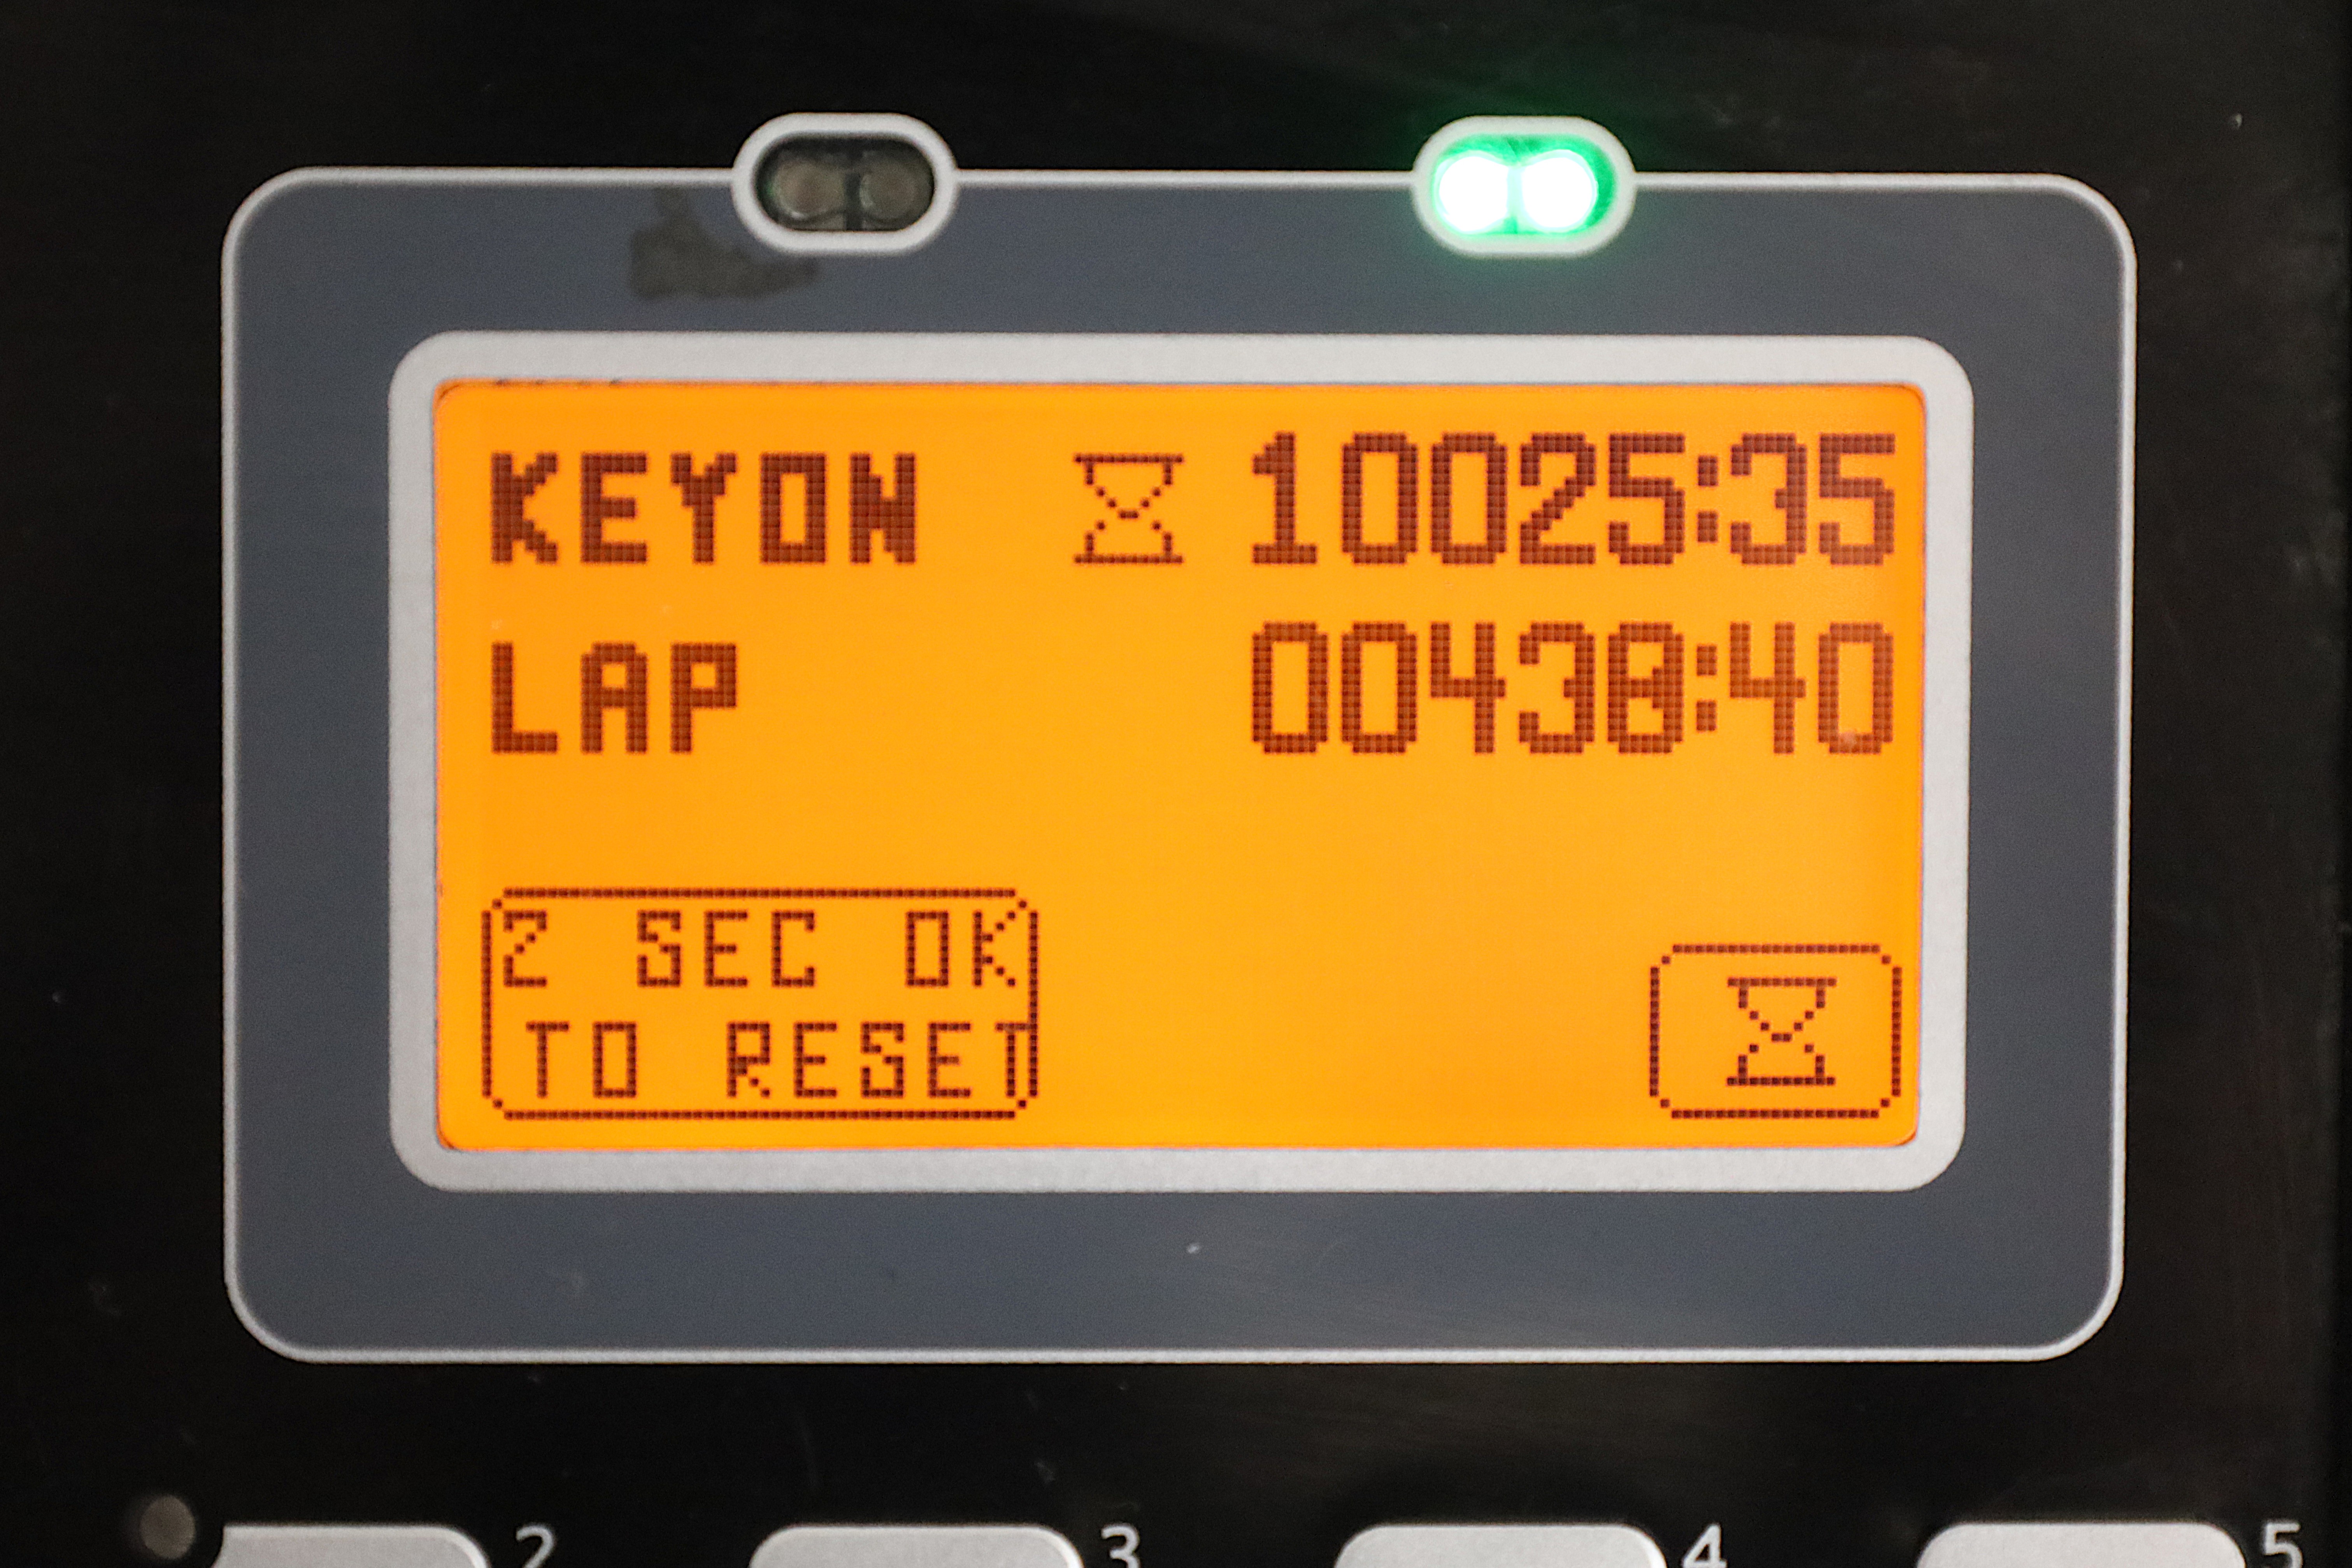 KEYON 10025:35
LAP 00438:40
2 SEC OK
TO RESET
2 3 4 5